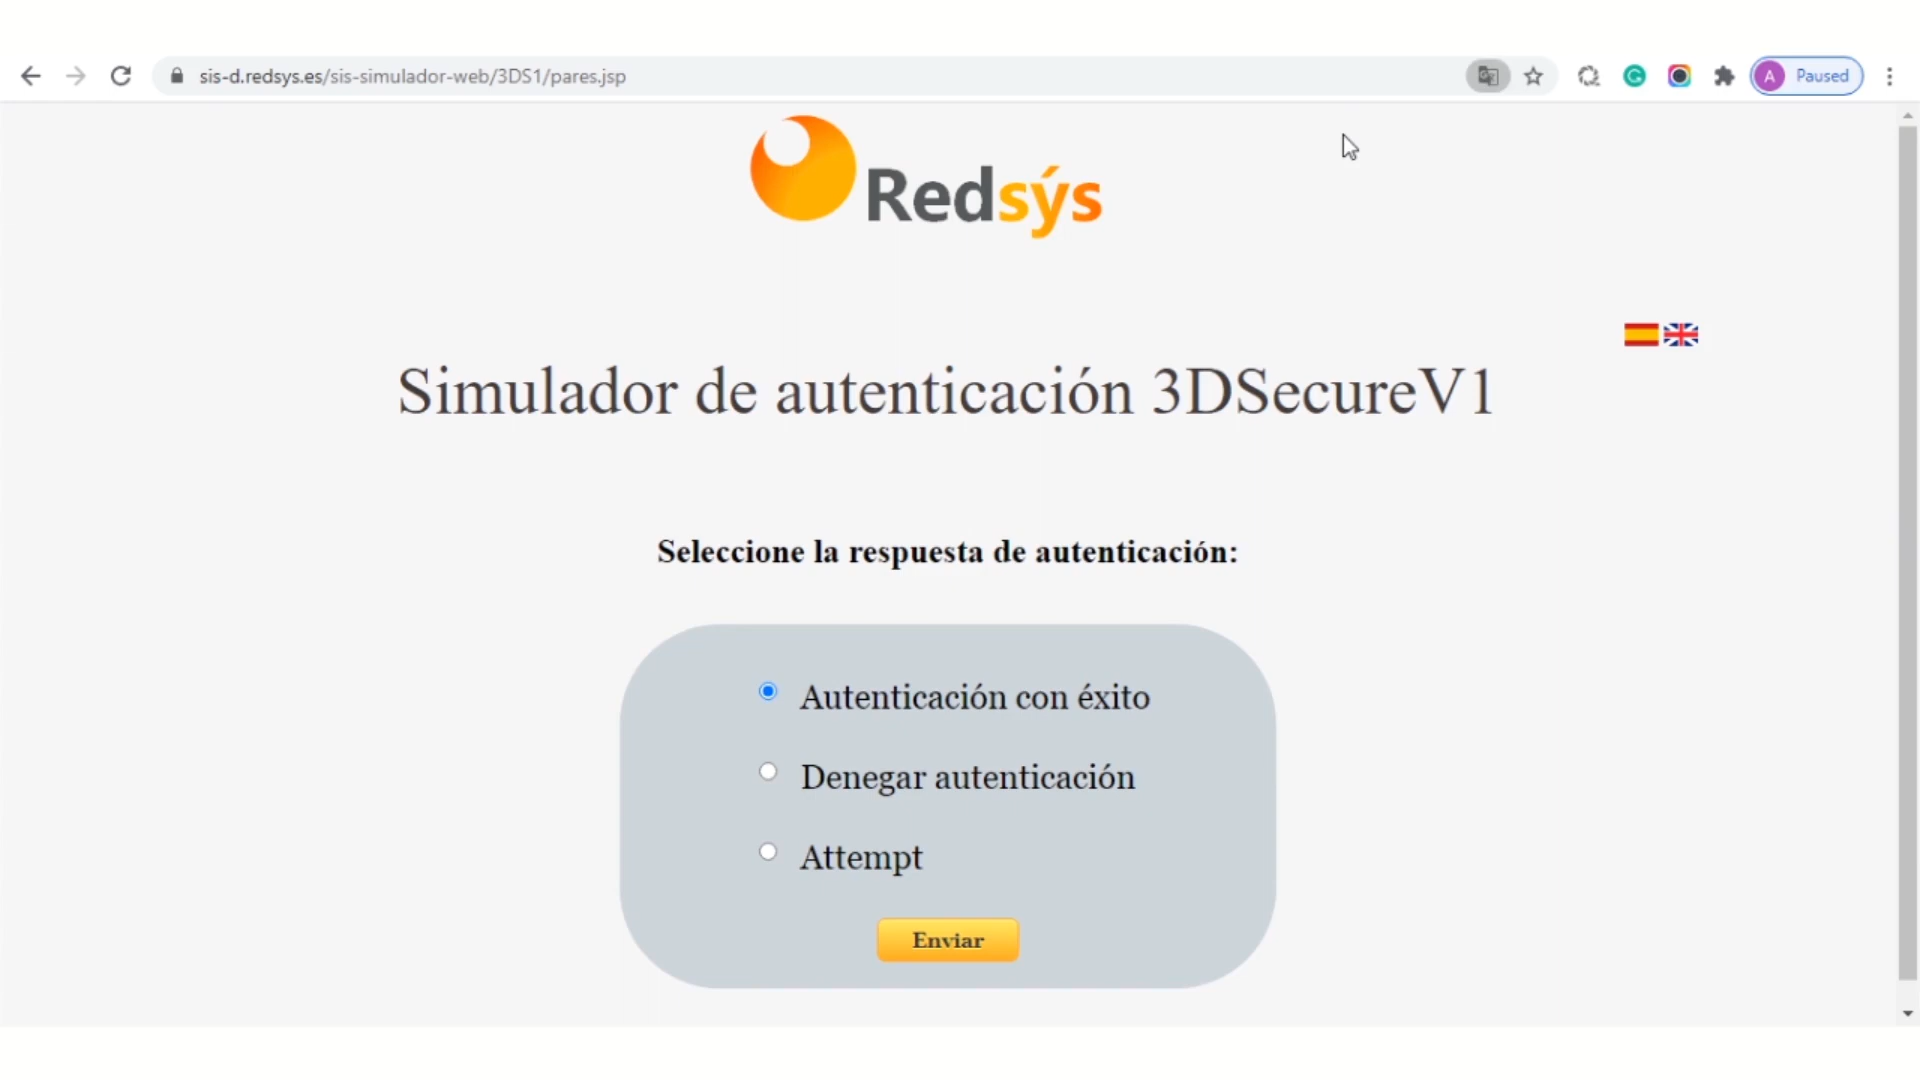 sis-d.redsys.es/sis-simulador-web/3DS1/pares.jsp
A Paused
Redsýs
Simulador de autenticación 3DSecureV1
Seleccione la respuesta de autenticación:
Autenticación con éxito
Denegar autenticación
Attempt
Enviar